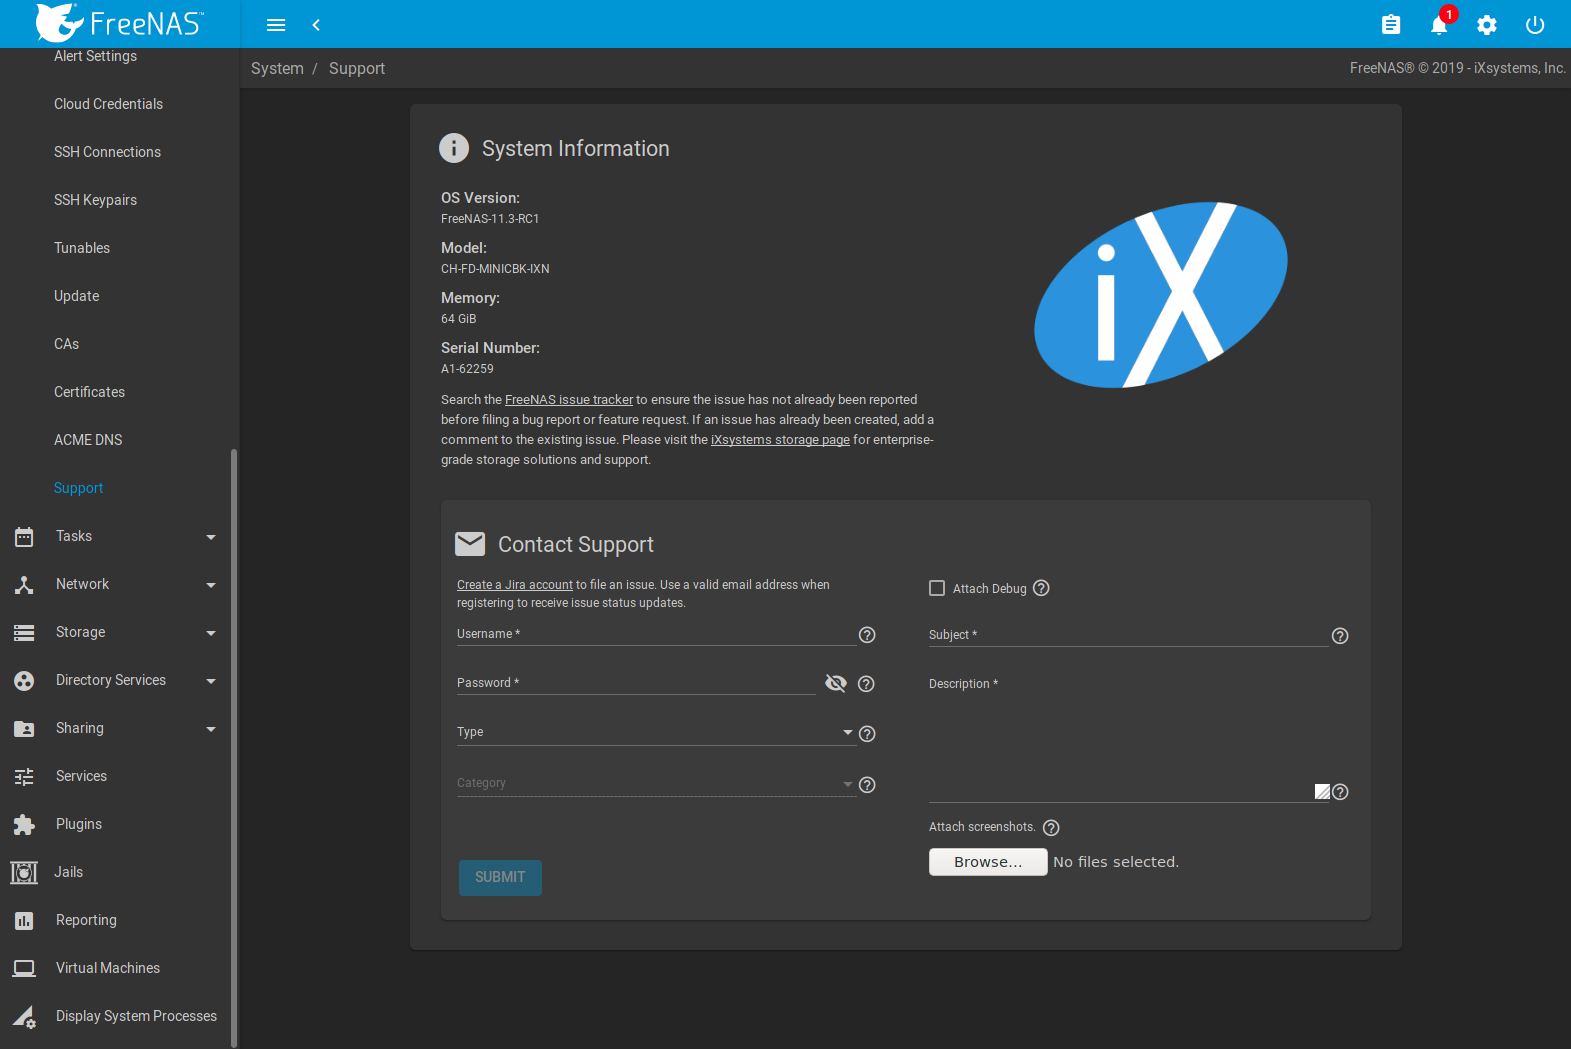 FreeNAS™
1
System / Support
FreeNAS® © 2019 - iXsystems, Inc.
Alert Settings
Cloud Credentials
SSH Connections
SSH Keypairs
Tunables
Update
CAs
Certificates
ACME DNS
Support
Tasks
Network
Storage
Directory Services
Sharing
Services
Plugins
Jails
Reporting
Virtual Machines
Display System Processes
System Information
OS Version:
FreeNAS-11.3-RC1
Model:
CH-FD-MINICBK-IXN
Memory:
64 GiB
Serial Number:
A1-62259
Search the FreeNAS issue tracker to ensure the issue has not already been reported
before filing a bug report or feature request. If an issue has already been created, add a
comment to the existing issue. Please visit the iXsystems storage page for enterprise-
grade storage solutions and support.
iX
Contact Support
Create a Jira account to file an issue. Use a valid email address when
registering to receive issue status updates.
Username *
Password *
Type
Category
SUBMIT
Attach Debug
Subject *
Description *
Attach screenshots.
Browse... No files selected.